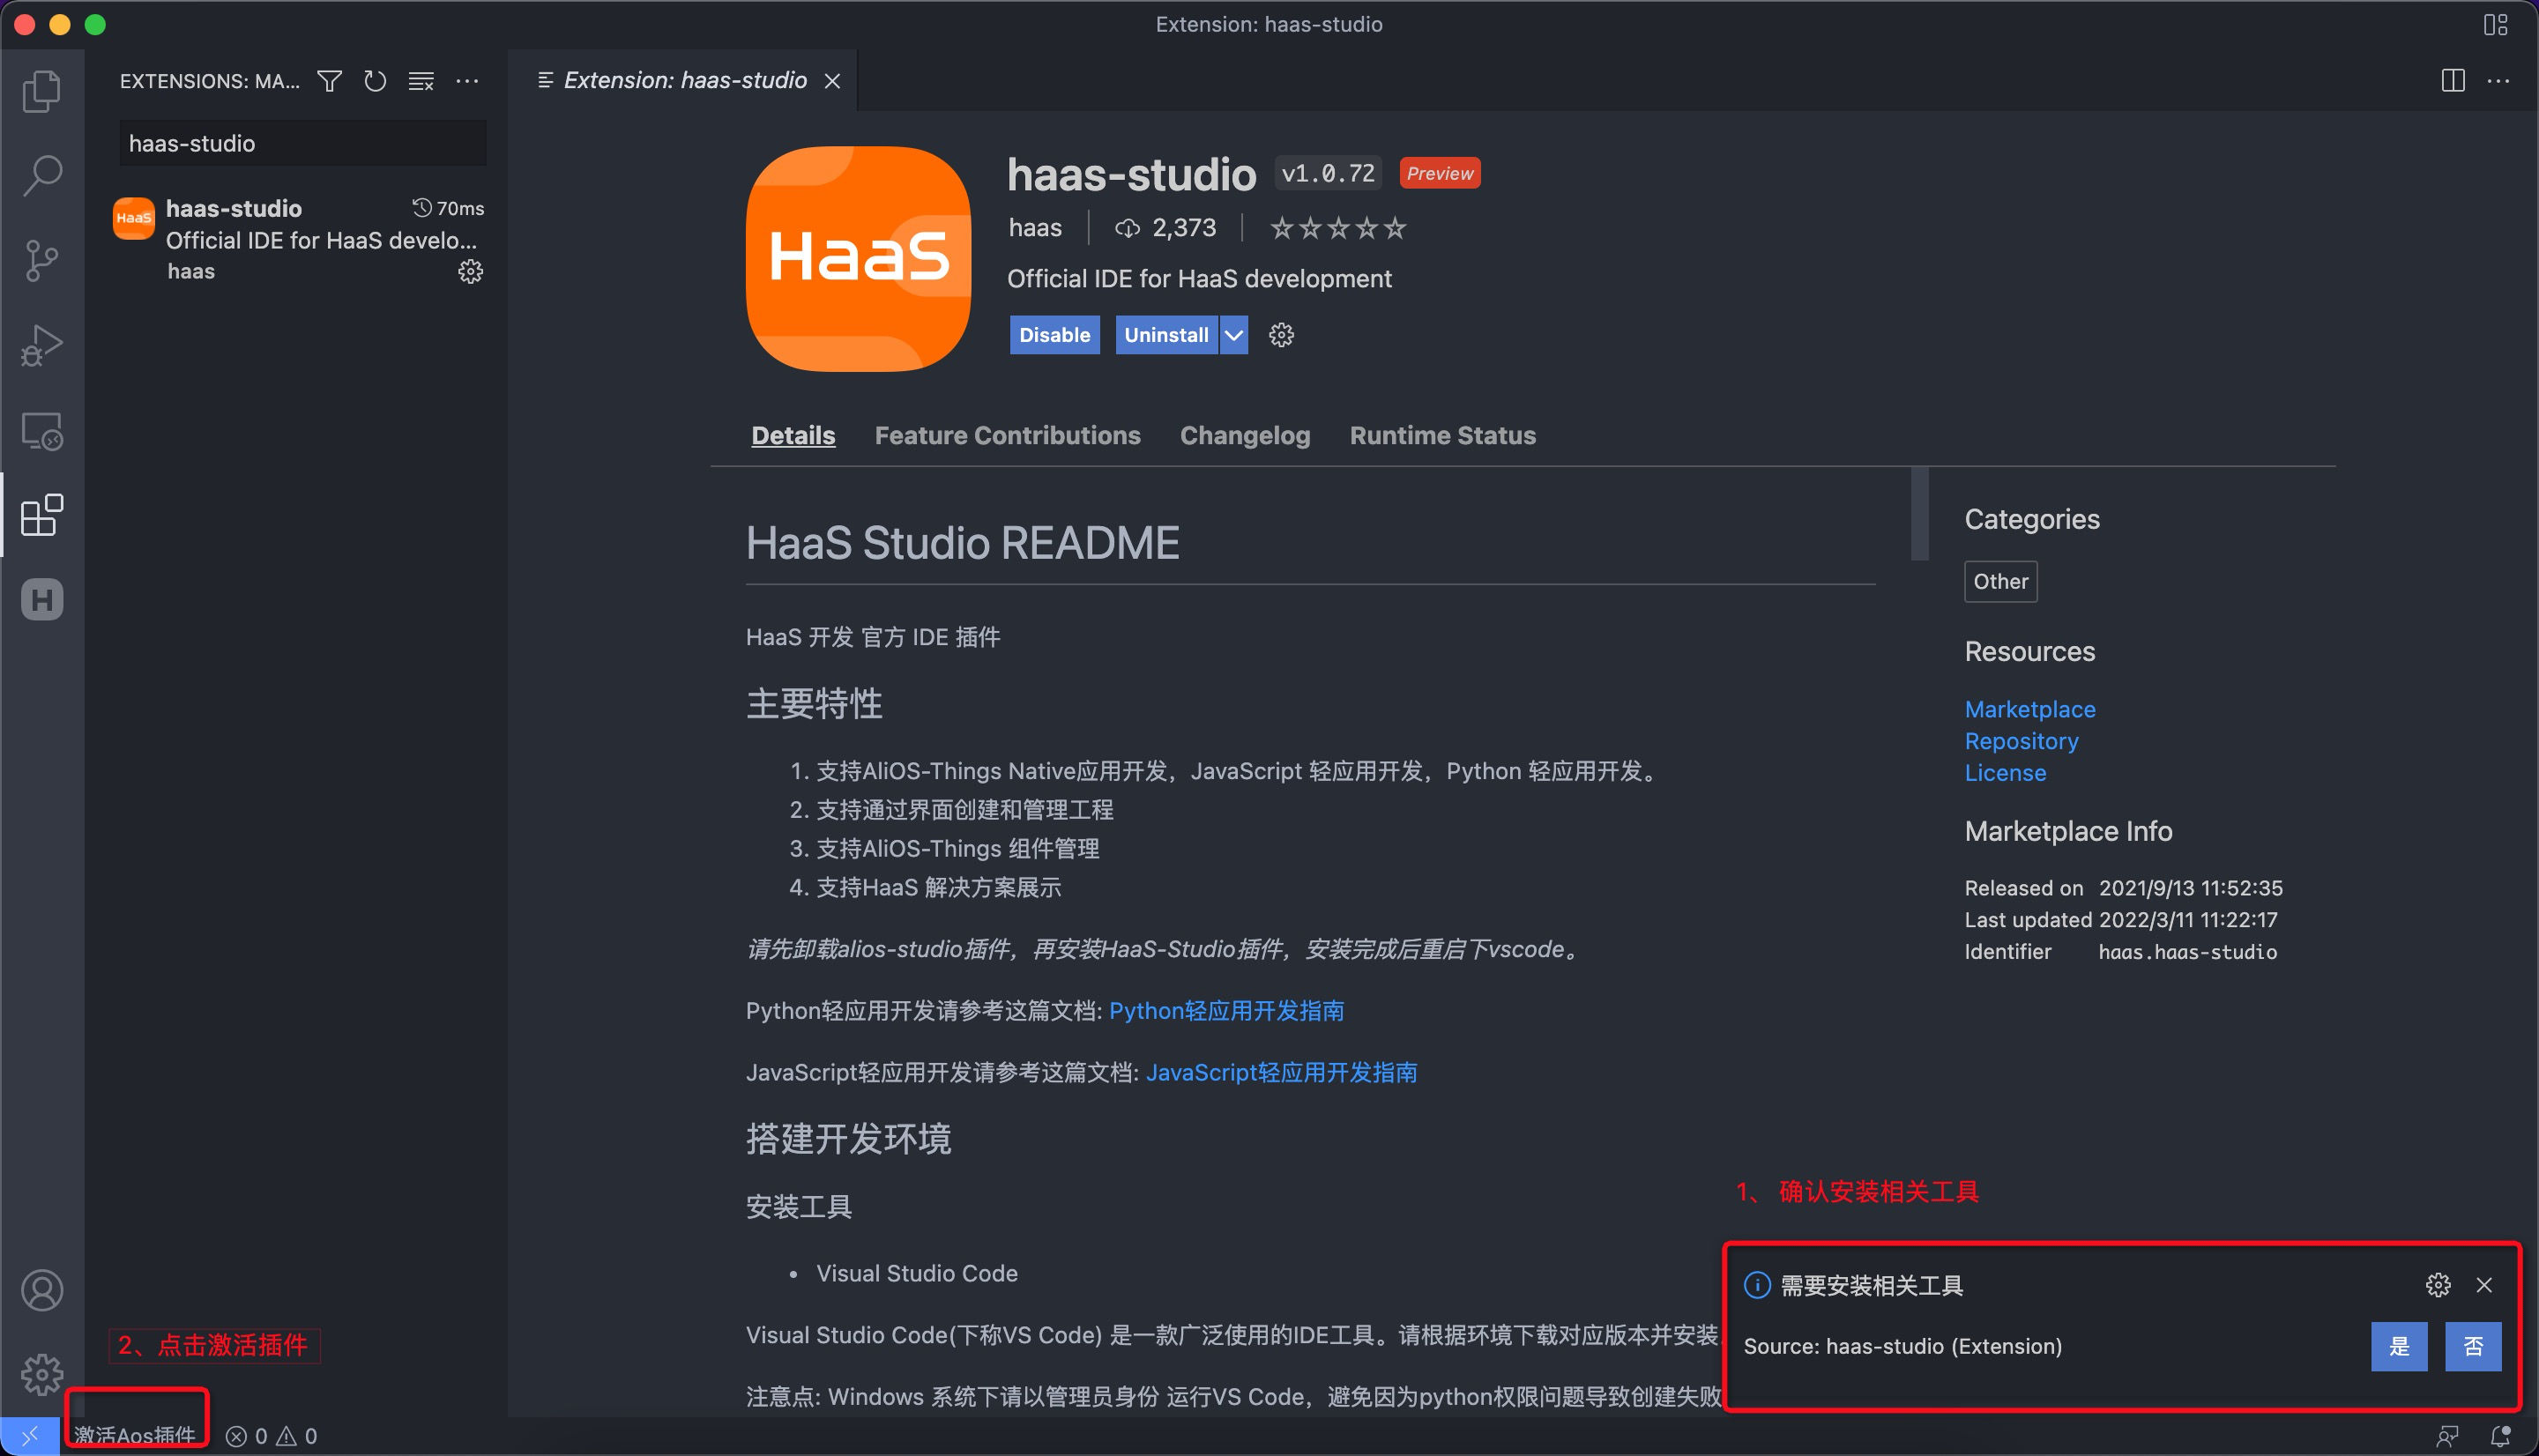 Extension: haas-studio
EXTENSIONS: MA...
Extension: haas-studio
haas-studio
haas-studio
70ms
Official IDE for HaaS develo...
haas
HaaS
HaaS
haas-studio v1.0.72 Preview
haas 2,373
Official IDE for HaaS development
Disable Uninstall
Details Feature Contributions Changelog Runtime Status
HaaS Studio README
HaaS 开发 官方 IDE 插件
主要特性
1. 支持AliOS-Things Native应用开发，JavaScript 轻应用开发，Python 轻应用开发。
2. 支持通过界面创建和管理工程
3. 支持AliOS-Things 组件管理
4. 支持HaaS 解决方案展示
请先卸载alios-studio插件，再安装HaaS-Studio插件，安装完成后重启下vscode。
Python轻应用开发请参考这篇文档: Python轻应用开发指南
JavaScript轻应用开发请参考这篇文档: JavaScript轻应用开发指南
搭建开发环境
安装工具
• Visual Studio Code
Visual Studio Code(下称VS Code) 是一款广泛使用的IDE工具。请根据环境下载对应版本并安装
注意点: Windows 系统下请以管理员身份 运行VS Code，避免因为python权限问题导致创建失败
Categories
Other
Resources
Marketplace
Repository
License
Marketplace Info
Released on 2021/9/13 11:52:35
Last updated 2022/3/11 11:22:17
Identifier haas.haas-studio
1、 确认安装相关工具
需要安装相关工具
Source: haas-studio (Extension)
是 否
2、点击激活插件
激活Aos插件 0 0
H